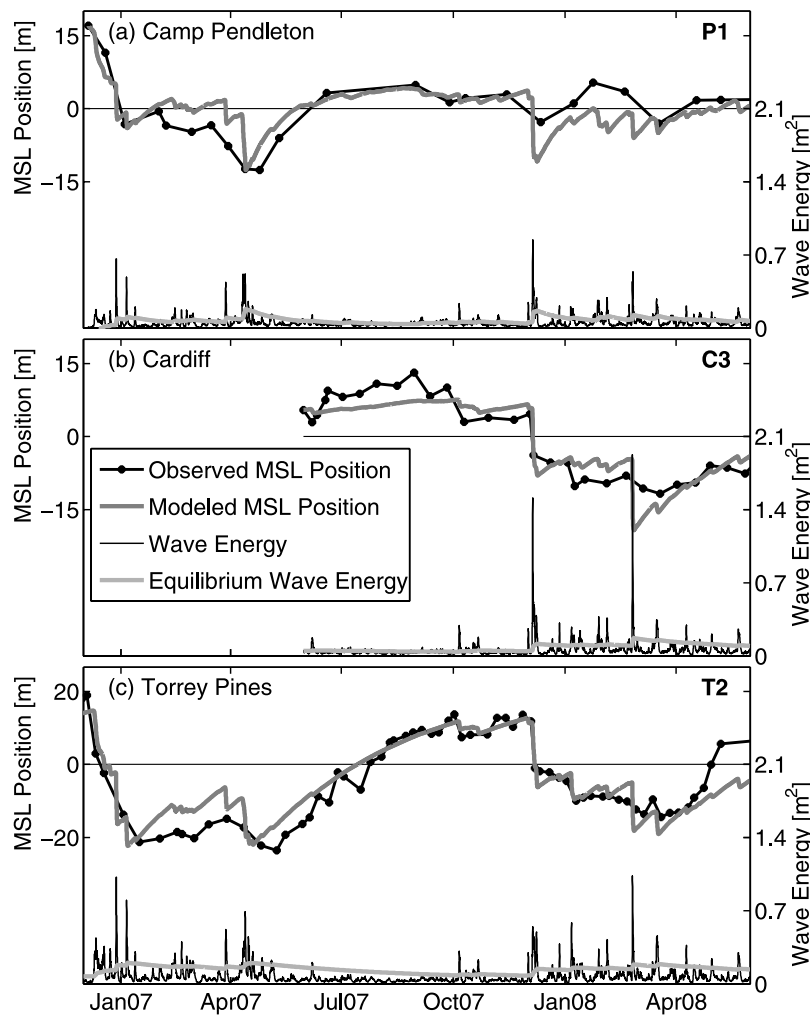 (a) Camp Pendleton
P1
MSL Position [m]
15
0
−15
Wave Energy [m²]
2.1
1.4
0.7
0
(b) Cardiff
C3
MSL Position [m]
15
0
−15
Wave Energy [m²]
2.1
1.4
0.7
0
Observed MSL Position
Modeled MSL Position
Wave Energy
Equilibrium Wave Energy
(c) Torrey Pines
T2
MSL Position [m]
20
0
−20
Wave Energy [m²]
2.1
1.4
0.7
0
Jan07 Apr07 Jul07 Oct07 Jan08 Apr08